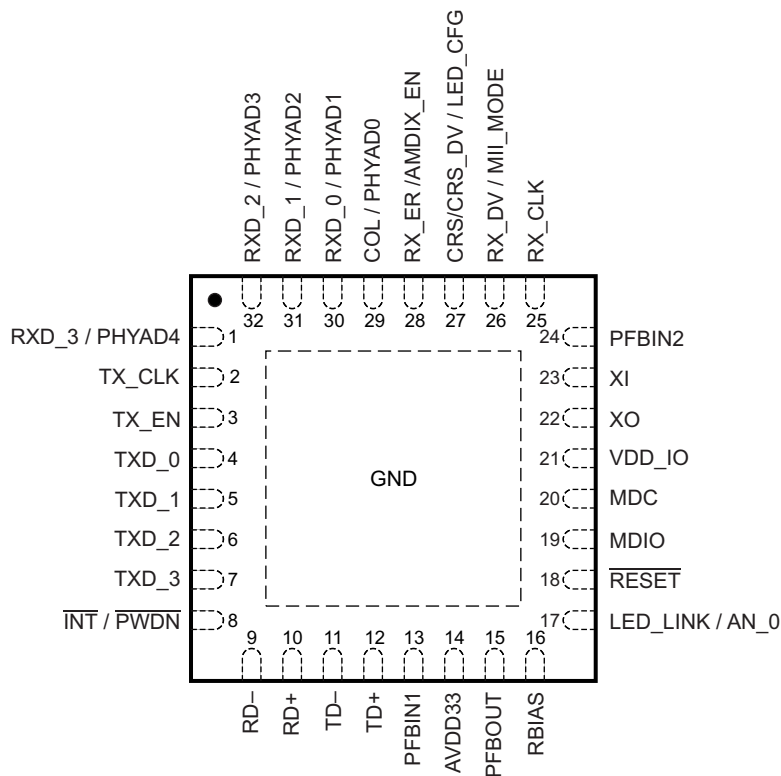 RXD_2 / PHYAD3
RXD_1 / PHYAD2
RXD_0 / PHYAD1
COL / PHYAD0
RX_ER /AMDIX_EN
CRS/CRS_DV / LED_CFG
RX_DV / MII_MODE
RX_CLK
32
31
30
29
28
27
26
25
RXD_3 / PHYAD4
1
TX_CLK
2
TX_EN
3
TXD_0
4
TXD_1
5
TXD_2
6
TXD_3
7
INT / PWDN
8
GND
24
PFBIN2
23
XI
22
XO
21
VDD_IO
20
MDC
19
MDIO
18
RESET
17
LED_LINK / AN_0
9
10
11
12
13
14
15
16
RD–
RD+
TD–
TD+
PFBIN1
AVDD33
PFBOUT
RBIAS